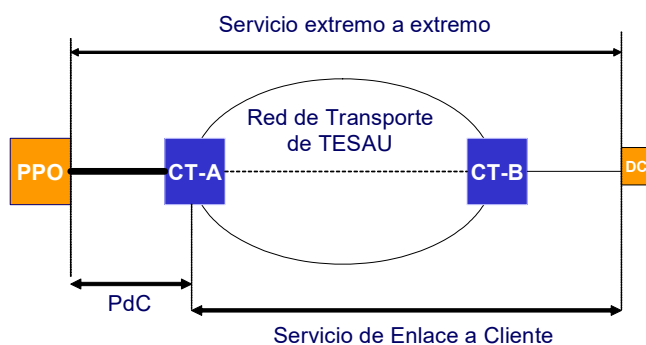 Servicio extremo a extremo
Red de Transporte
de TESAU
PPO
CT-A
CT-B
DC
PdC
Servicio de Enlace a Cliente